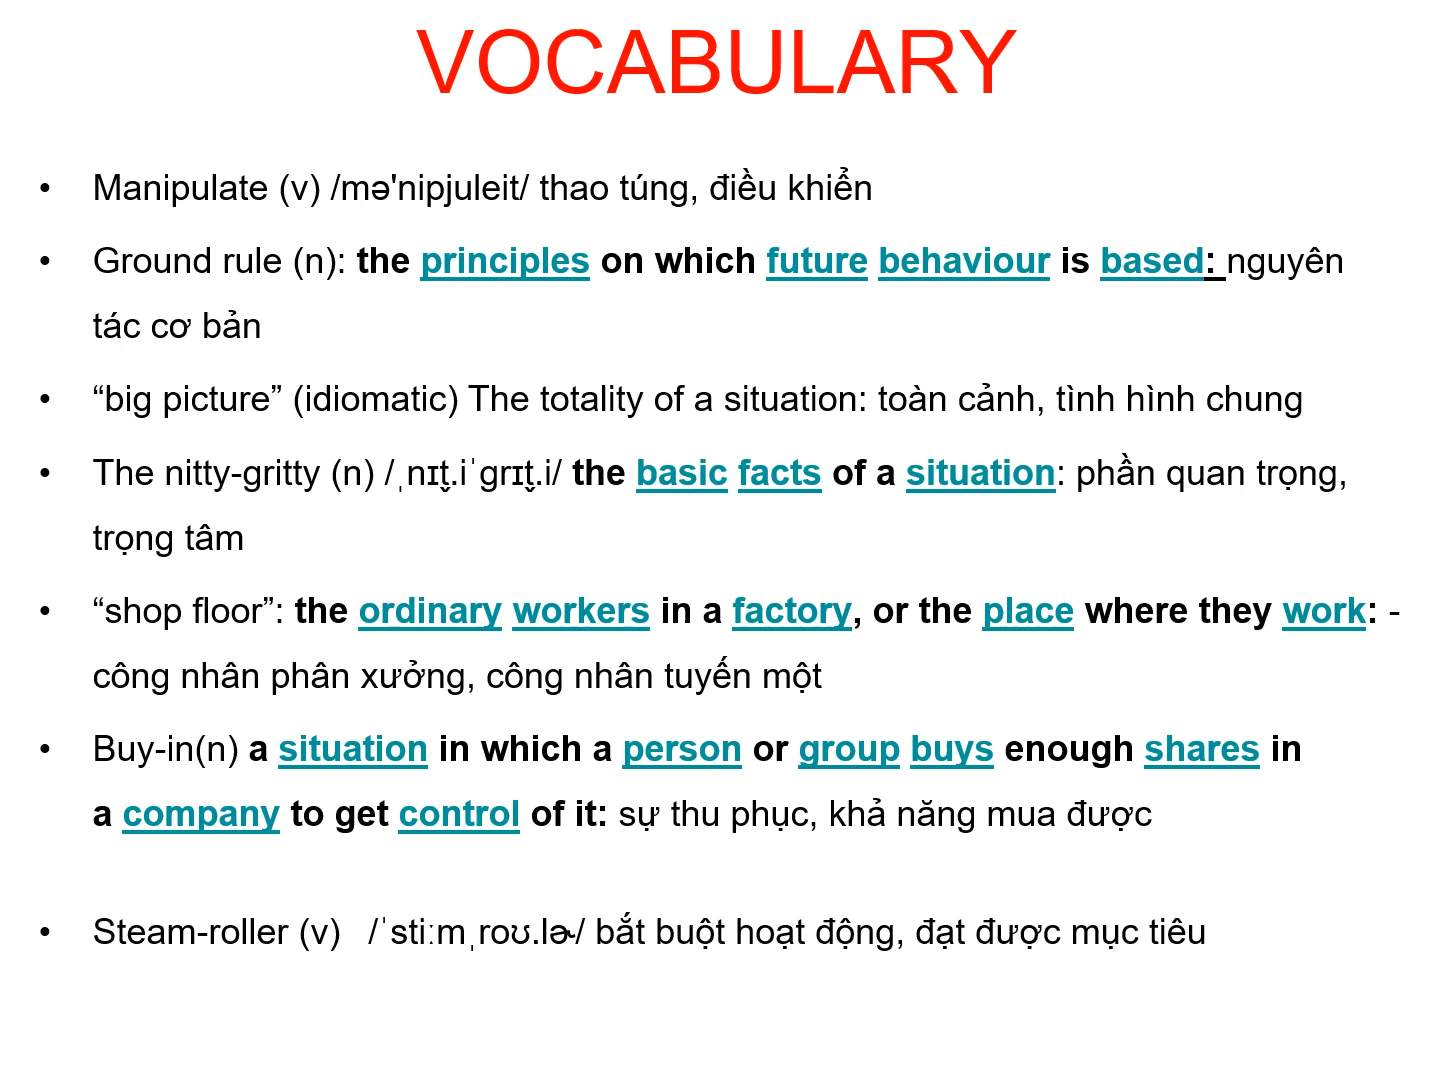 VOCABULARY
• Manipulate (v) /mə'nipjuleit/ thao túng, điều khiển
• Ground rule (n): the principles on which future behaviour is based: nguyên
tác cơ bản
• “big picture” (idiomatic) The totality of a situation: toàn cảnh, tình hình chung
• The nitty-gritty (n) /ˌnɪt̬.iˈɡrɪt̬.i/ the basic facts of a situation: phần quan trọng,
trọng tâm
• “shop floor”: the ordinary workers in a factory, or the place where they work: -
công nhân phân xưởng, công nhân tuyến một
• Buy-in(n) a situation in which a person or group buys enough shares in
a company to get control of it: sự thu phục, khả năng mua được
• Steam-roller (v) /ˈstiːmˌroʊ.lɚ/ bắt buột hoạt động, đạt được mục tiêu